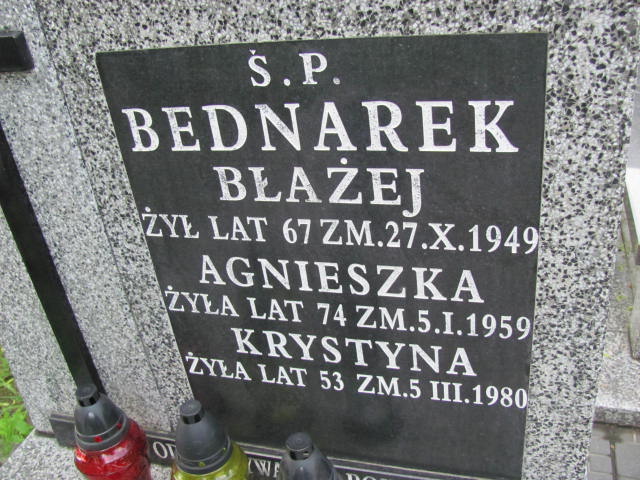 Ś.P.
BEDNAREK
BŁAŻEJ
ŻYŁ LAT 67 ZM.27.X.1949
AGNIESZKA
ŻYŁA LAT 74 ZM.5.I.1959
KRYSTYNA
ŻYŁA LAT 53 ZM.5 III.1980